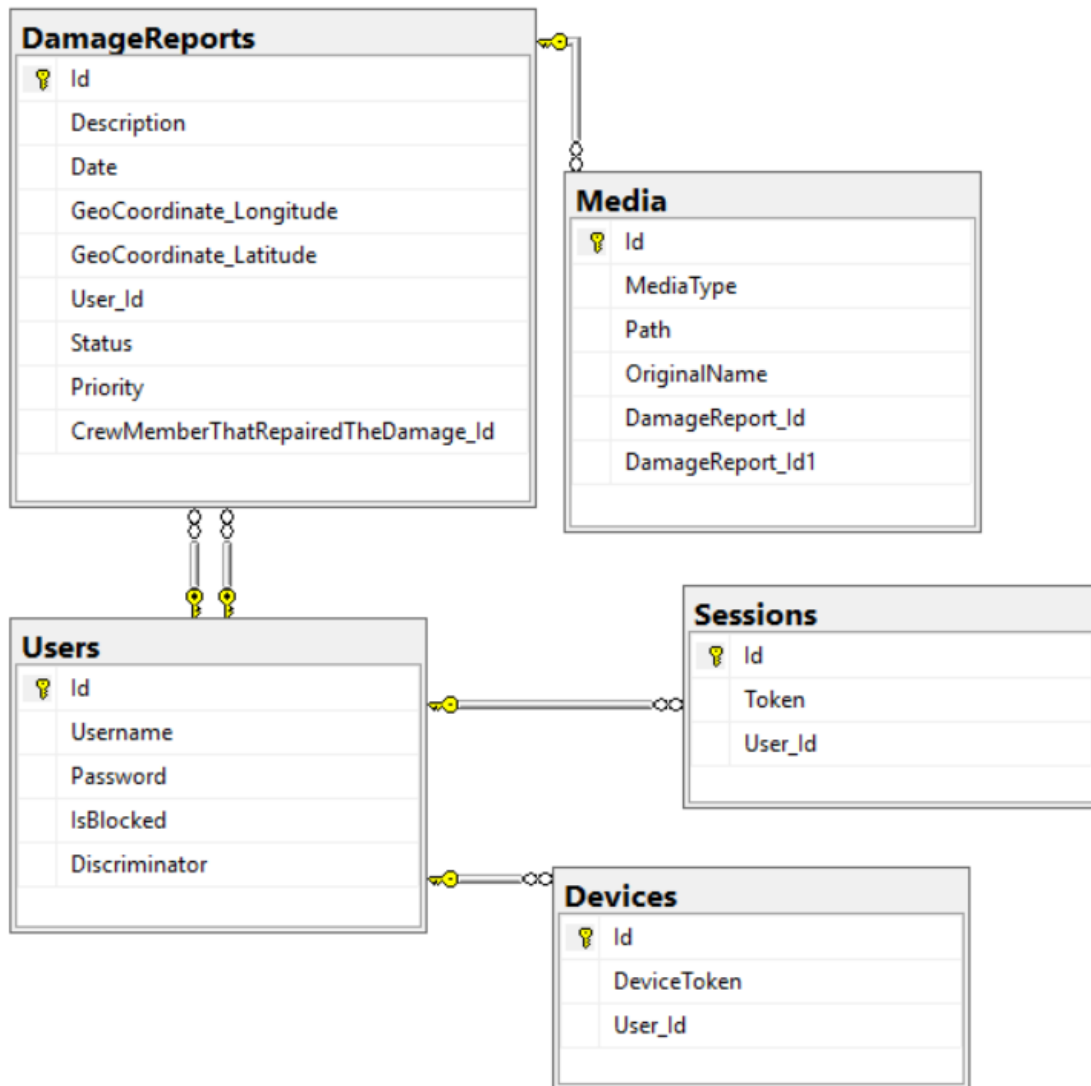 DamageReports
Id
Description
Date
GeoCoordinate_Longitude
GeoCoordinate_Latitude
User_Id
Status
Priority
CrewMemberThatRepairedTheDamage_Id
Media
Id
MediaType
Path
OriginalName
DamageReport_Id
DamageReport_Id1
Users
Id
Username
Password
IsBlocked
Discriminator
Sessions
Id
Token
User_Id
Devices
Id
DeviceToken
User_Id